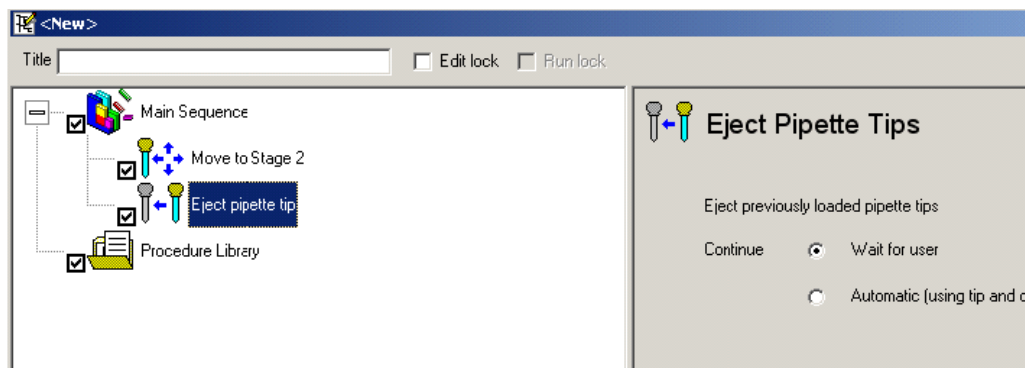 <New>
Title Edit lock Run lock
Main Sequence
Move to Stage 2
Eject pipette tip
Procedure Library
Eject Pipette Tips
Eject previously loaded pipette tips
Continue Wait for user
Automatic (using tip and